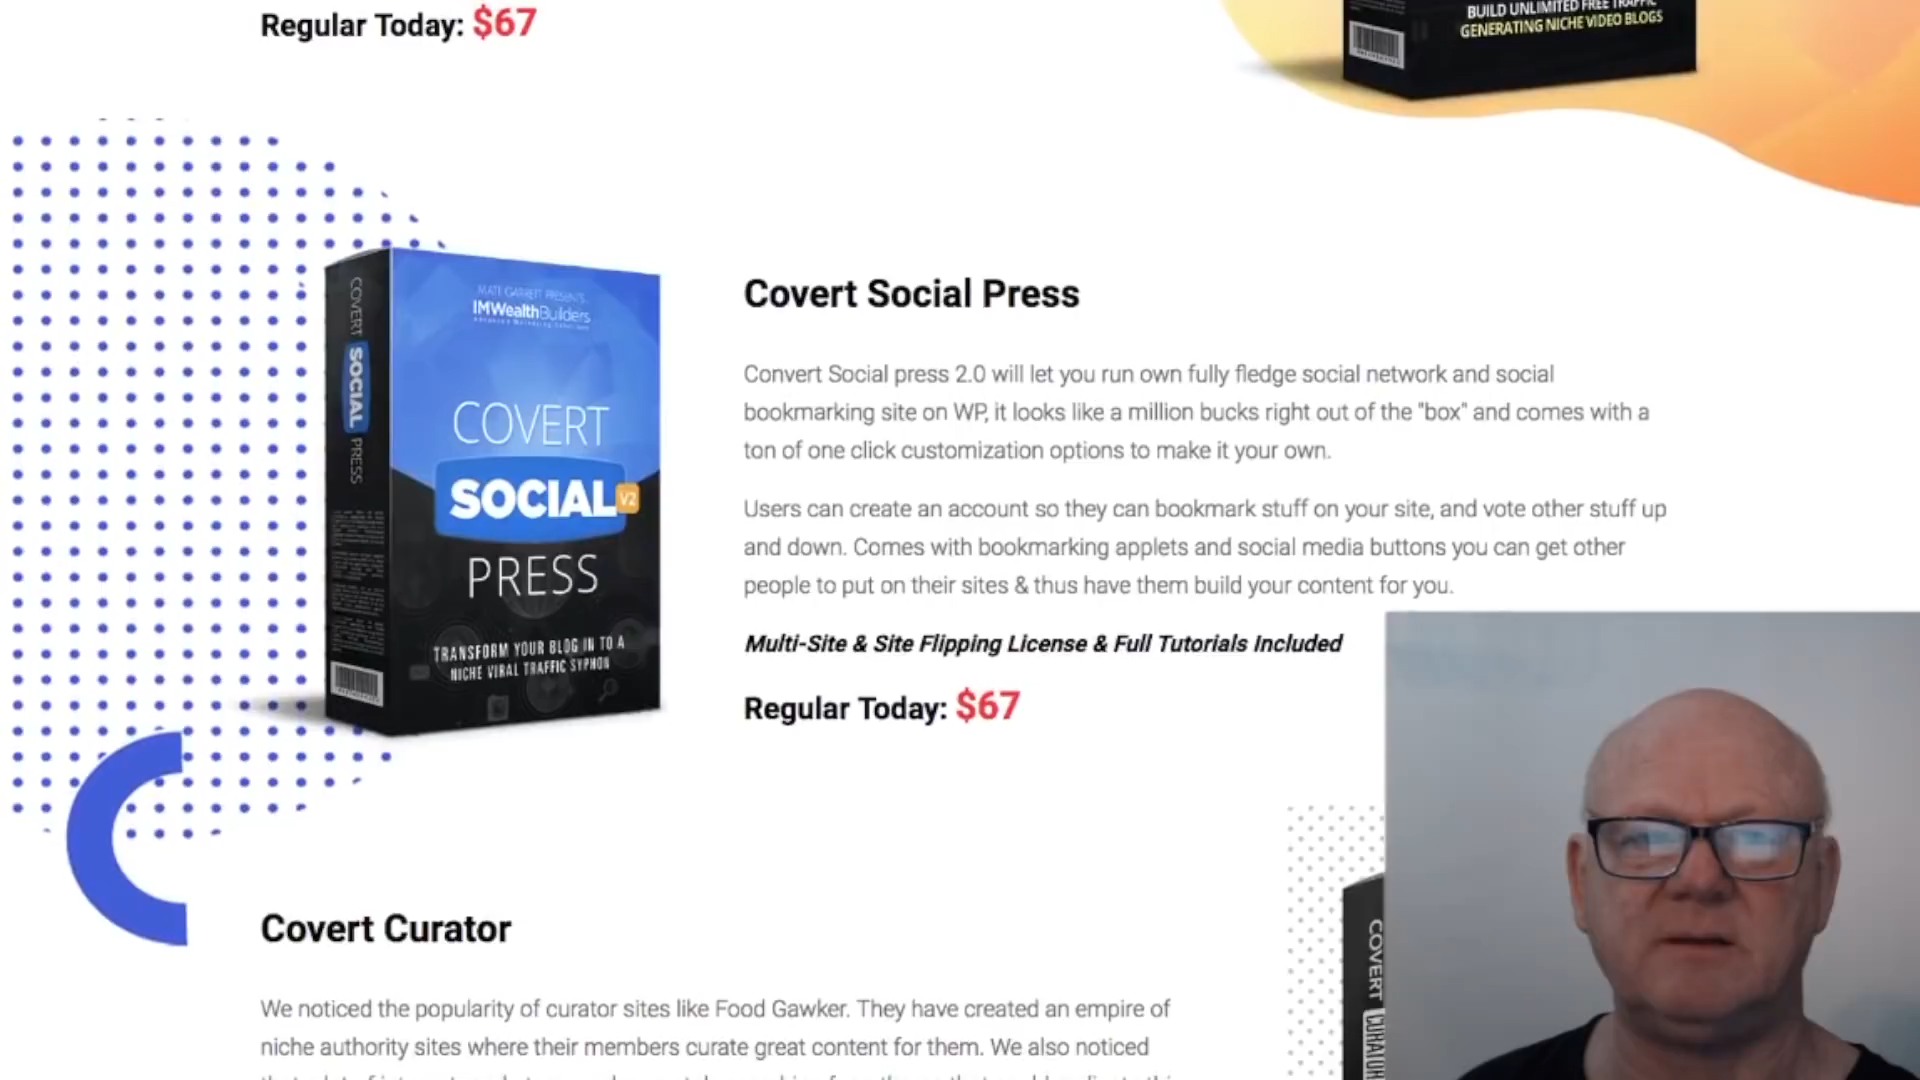 Regular Today: $67
BUILD UNLIMITED FREE TRAFFIC
GENERATING NICHE VIDEO BLOGS
MATT GARRETT PRESENTS...
IMWealthBuilders
COVERT
SOCIAL V2
PRESS
TRANSFORM YOUR BLOG IN TO A
NICHE VIRAL TRAFFIC SYPHON
COVERT SOCIAL PRESS
Covert Social Press
Convert Social press 2.0 will let you run own fully fledge social network and social
bookmarking site on WP, it looks like a million bucks right out of the "box" and comes with a
ton of one click customization options to make it your own.
Users can create an account so they can bookmark stuff on your site, and vote other stuff up
and down. Comes with bookmarking applets and social media buttons you can get other
people to put on their sites & thus have them build your content for you.
Multi-Site & Site Flipping License & Full Tutorials Included
Regular Today: $67
Covert Curator
We noticed the popularity of curator sites like Food Gawker. They have created an empire of
niche authority sites where their members curate great content for them. We also noticed
COVERT